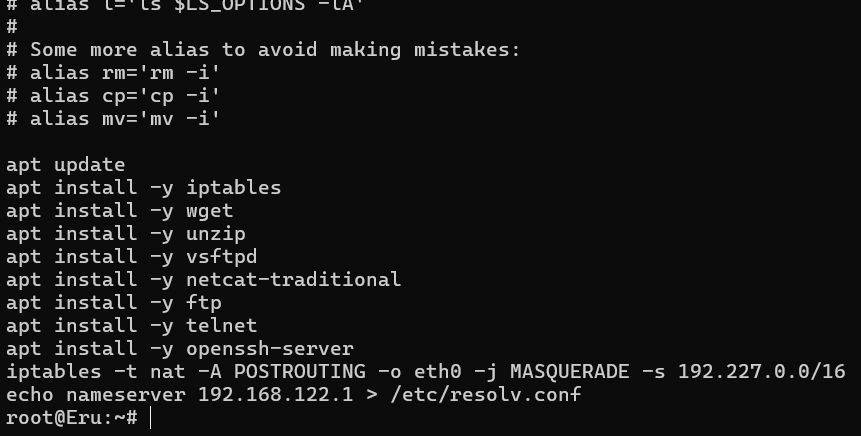 # alias l='ls $LS_OPTIONS -lA'
#
# Some more alias to avoid making mistakes:
# alias rm='rm -i'
# alias cp='cp -i'
# alias mv='mv -i'
apt update
apt install -y iptables
apt install -y wget
apt install -y unzip
apt install -y vsftpd
apt install -y netcat-traditional
apt install -y ftp
apt install -y telnet
apt install -y openssh-server
iptables -t nat -A POSTROUTING -o eth0 -j MASQUERADE -s 192.227.0.0/16
echo nameserver 192.168.122.1 > /etc/resolv.conf
root@Eru:~#